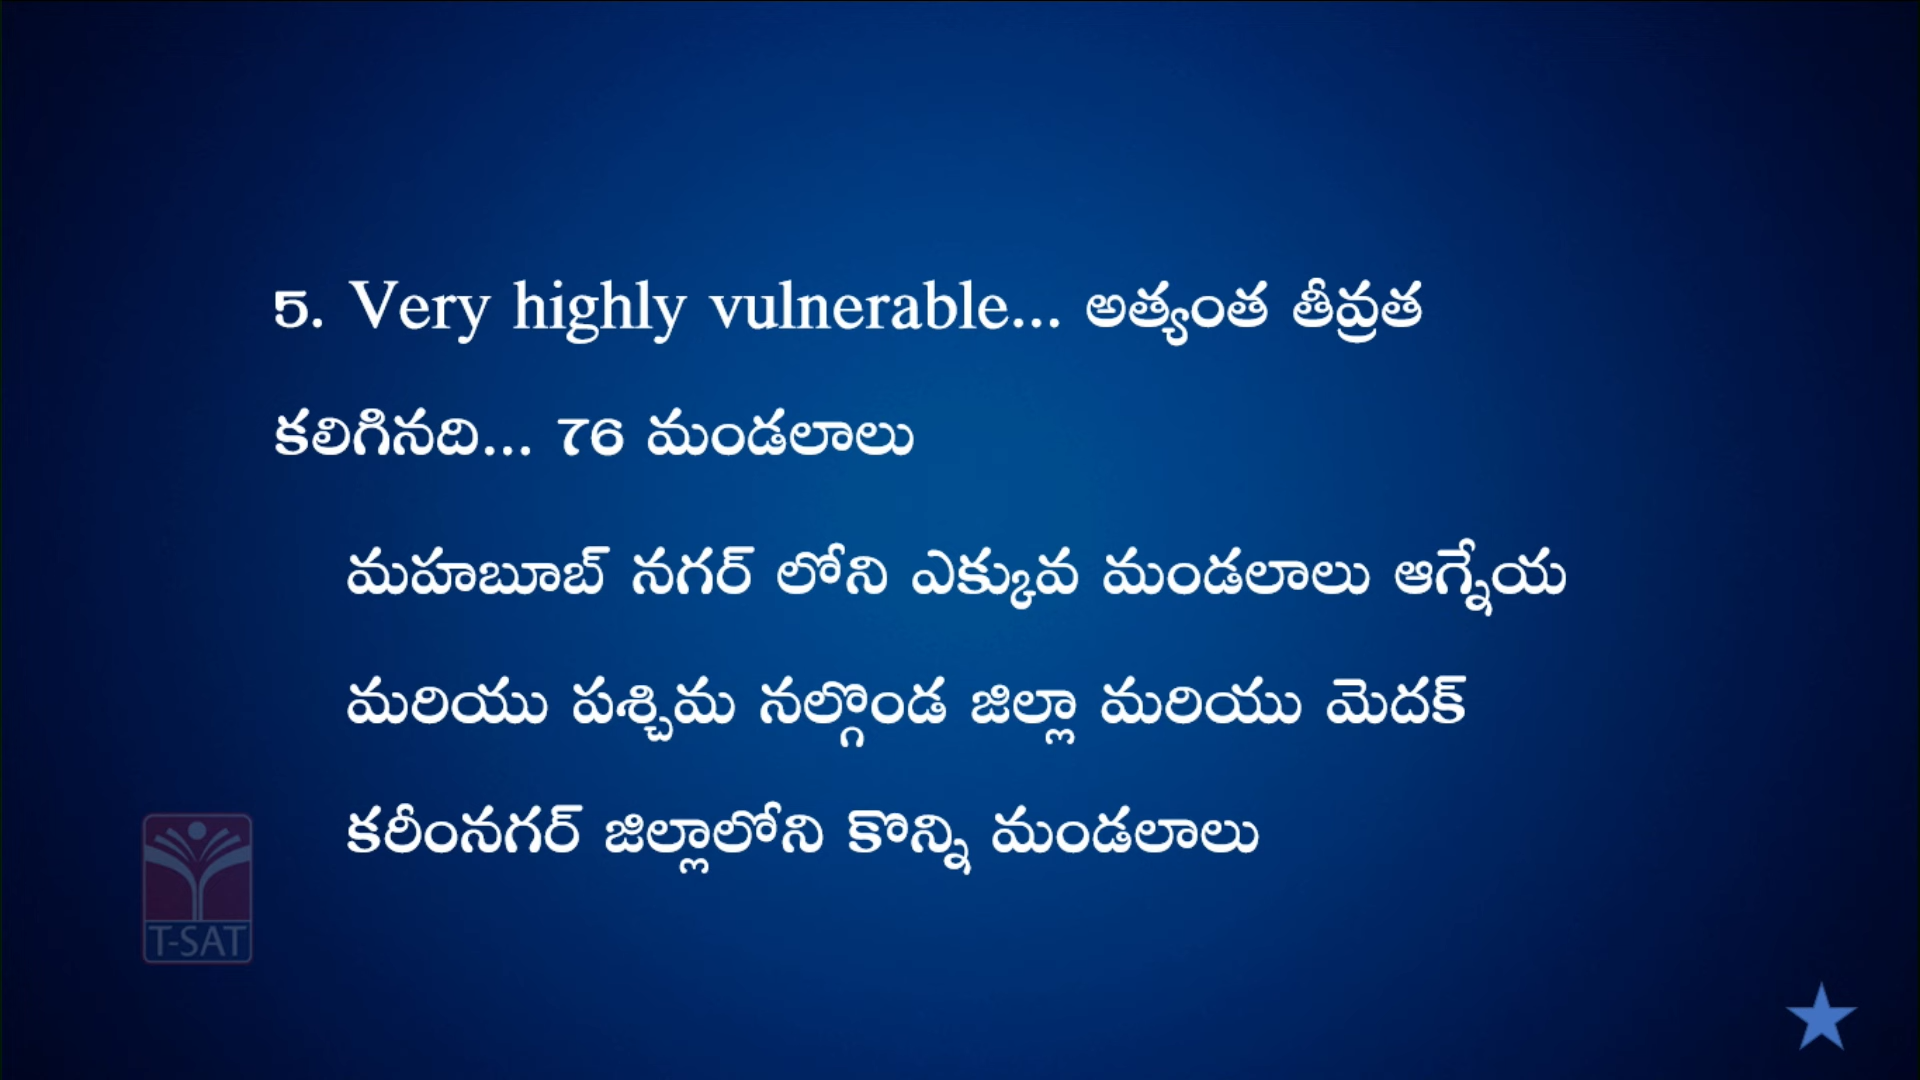 5. Very highly vulnerable... అత్యంత తీవ్రత
కలిగినది... 76 మండలాలు
మహబూబ్ నగర్ లోని ఎక్కువ మండలాలు ఆగ్నేయ
మరియు పశ్చిమ నల్గొండ జిల్లా మరియు మెదక్
కరీంనగర్ జిల్లాలోని కొన్ని మండలాలు
T-SAT